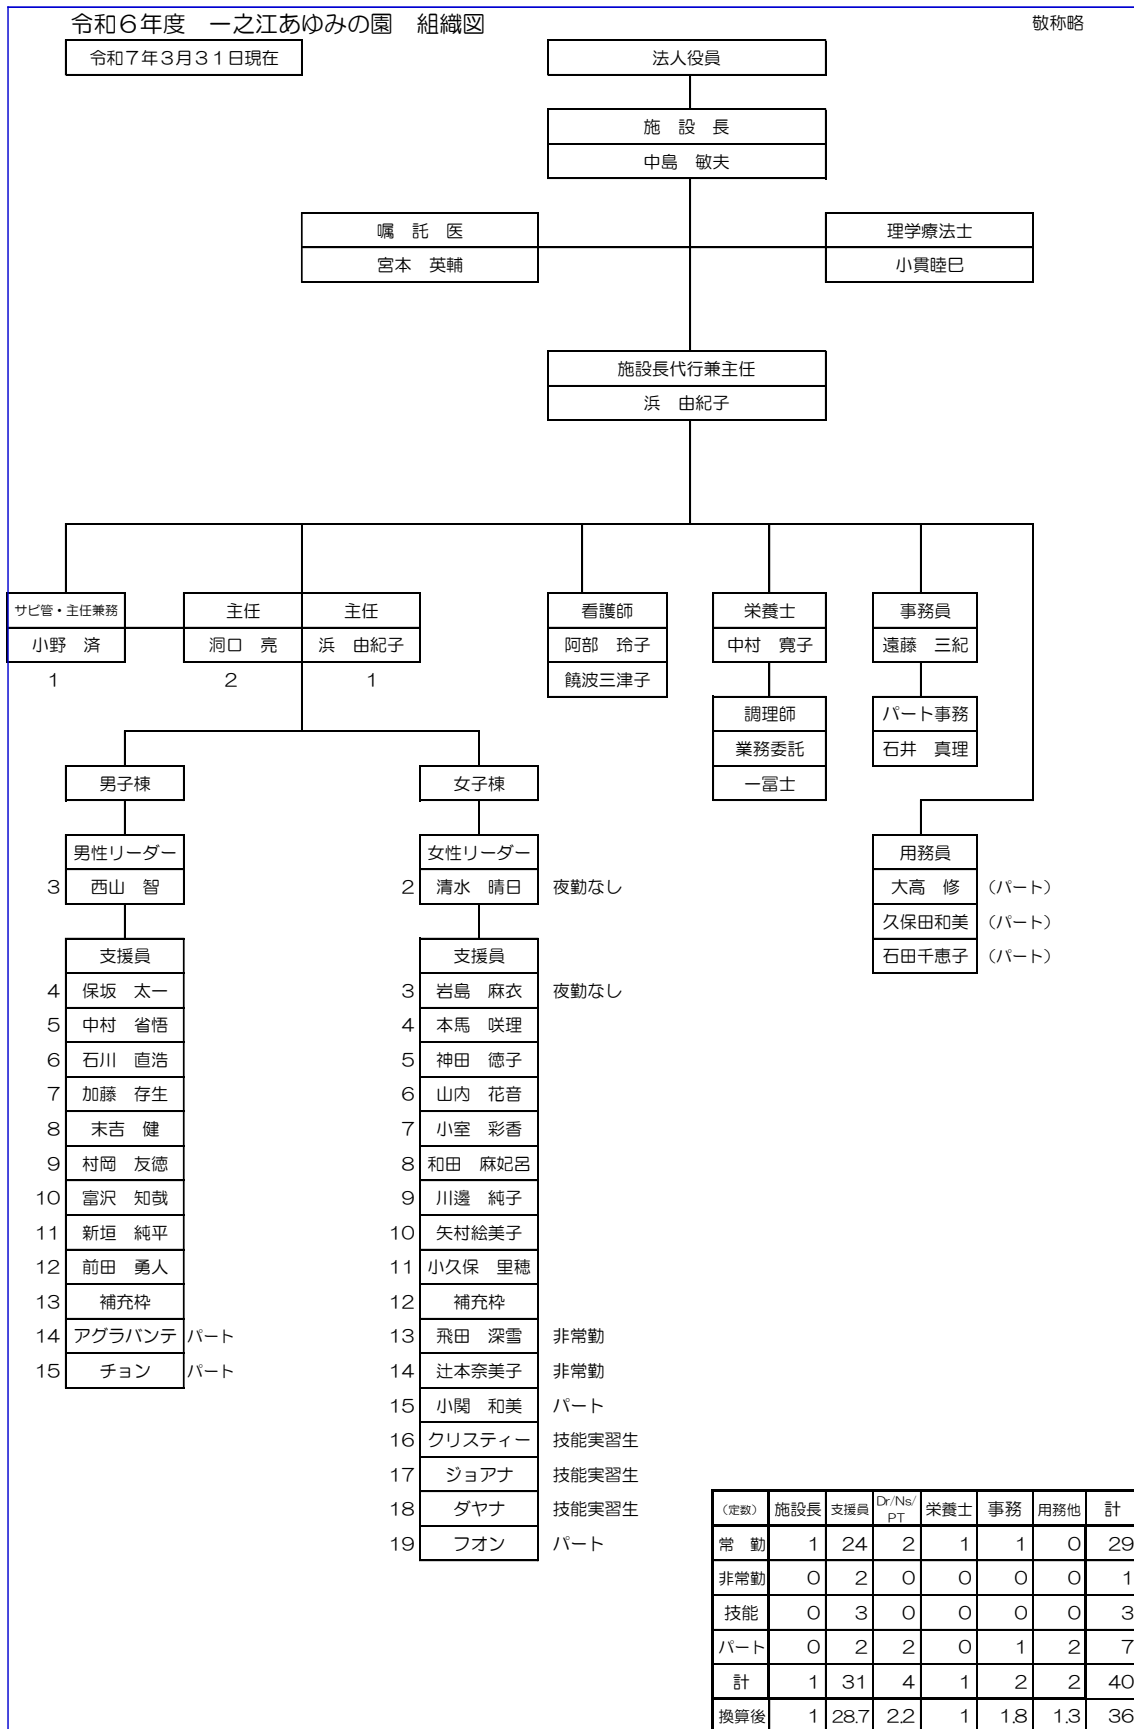 令和６年度　一之江あゆみの園　組織図　敬称略
令和７年３月３１日現在　法人役員
施　設　長
中島　敏夫
嘱　託　医　理学療法士
宮本　英輔　小貫睦巳
施設長代行兼主任
浜　由紀子
サビ管・主任兼務　主任　主任　看護師　栄養士　事務員
小野　済　洞口　亮　浜　由紀子　阿部　玲子　中村　寛子　遠藤　三紀
1　2　1　饒波三津子
調理師　パート事務
業務委託　石井　真理
男子棟　女子棟　一冨士
男性リーダー　女性リーダー　用務員
3　西山　智　2　清水　晴日　夜勤なし　大高　修　（パート）
久保田和美　（パート）
支援員　支援員　石田千恵子　（パート）
4　保坂　太一　3　岩島　麻衣　夜勤なし
5　中村　省悟　4　本馬　咲理
6　石川　直浩　5　神田　徳子
7　加藤　存生　6　山内　花音
8　末吉　健　7　小室　彩香
9　村岡　友徳　8　和田　麻妃呂
10　富沢　知哉　9　川邊　純子
11　新垣　純平　10　矢村絵美子
12　前田　勇人　11　小久保　里穂
13　補充枠　12　補充枠
14　アグラバンテ　パート　13　飛田　深雪　非常勤
15　チョン　パート　14　辻本奈美子　非常勤
15　小関　和美　パート
16　クリスティー　技能実習生
17　ジョアナ　技能実習生
18　ダヤナ　技能実習生
19　フオン　パート
（定数）　施設長　支援員　Dr/Ns/PT　栄養士　事務　用務他　計
常　勤　1　24　2　1　1　0　29
非常勤　0　2　0　0　0　0　1
技能　0　3　0　0　0　0　3
パート　0　2　2　0　1　2　7
計　1　31　4　1　2　2　40
換算後　1　28.7　2.2　1　1.8　1.3　36